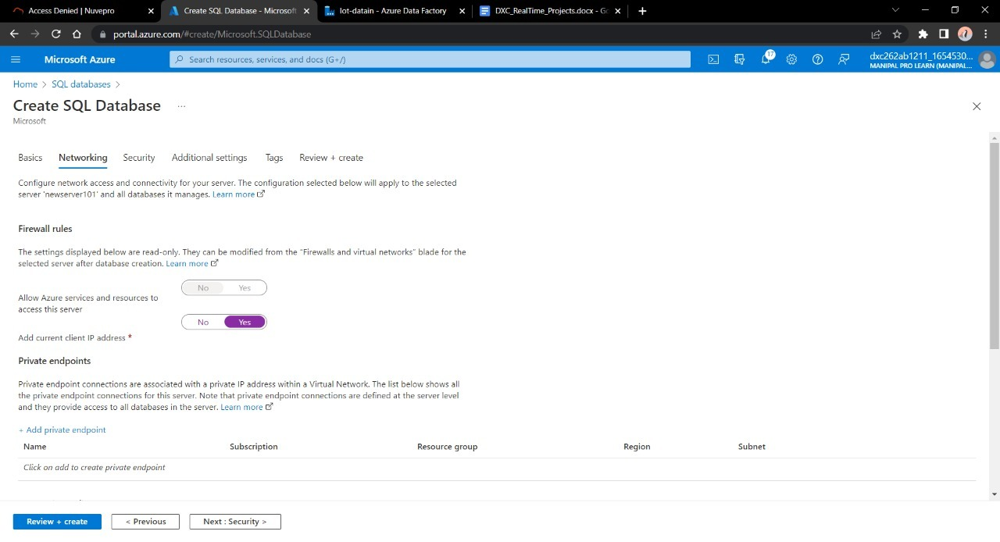 Access Denied | Nuvepro
Create SQL Database - Microsoft
Iot-datain - Azure Data Factory
DXC_RealTime_Projects.docx - Go
portal.azure.com/#create/Microsoft.SQLDatabase
Microsoft Azure
Search resources, services, and docs (G+/)
17
dxc262ab1211_1654530...
MANIPAL PRO LEARN (MANIPAL...
Home > SQL databases >
Create SQL Database ...
Microsoft
Basics Networking Security Additional settings Tags Review + create
Configure network access and connectivity for your server. The configuration selected below will apply to the selected
server 'newserver101' and all databases it manages. Learn more
Firewall rules
The settings displayed below are read-only. They can be modified from the "Firewalls and virtual networks" blade for the
selected server after database creation. Learn more
No Yes
Allow Azure services and resources to
access this server
No Yes
Add current client IP address *
Private endpoints
Private endpoint connections are associated with a private IP address within a Virtual Network. The list below shows all
the private endpoint connections for this server. Note that private endpoint connections are defined at the server level
and they provide access to all databases in the server. Learn more
+ Add private endpoint
Name Subscription Resource group Region Subnet
Click on add to create private endpoint
Review + create
< Previous
Next : Security >